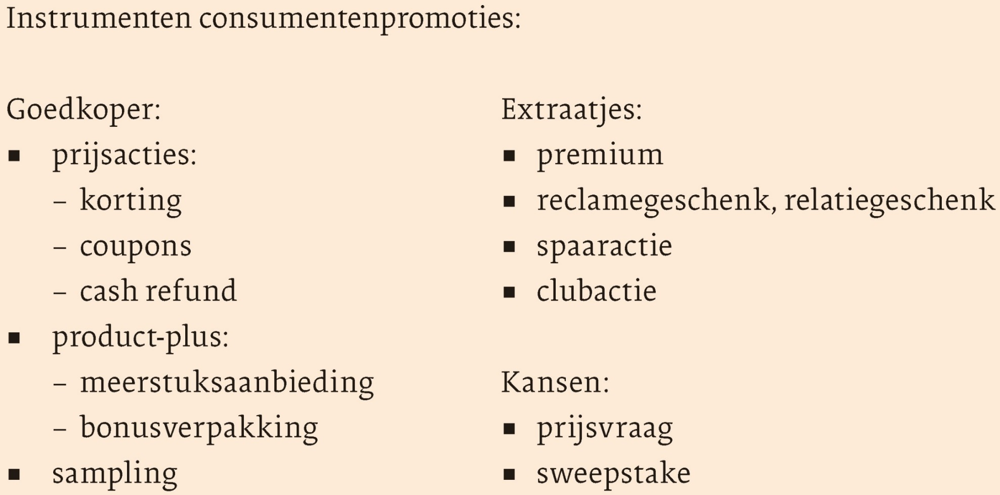 Instrumenten consumentenpromoties:
Goedkoper:
▪ prijsacties:
– korting
– coupons
– cash refund
▪ product-plus:
– meerstuksaanbieding
– bonusverpakking
▪ sampling
Extraatjes:
▪ premium
▪ reclamegeschenk, relatiegeschenk
▪ spaaractie
▪ clubactie
Kansen:
▪ prijsvraag
▪ sweepstake